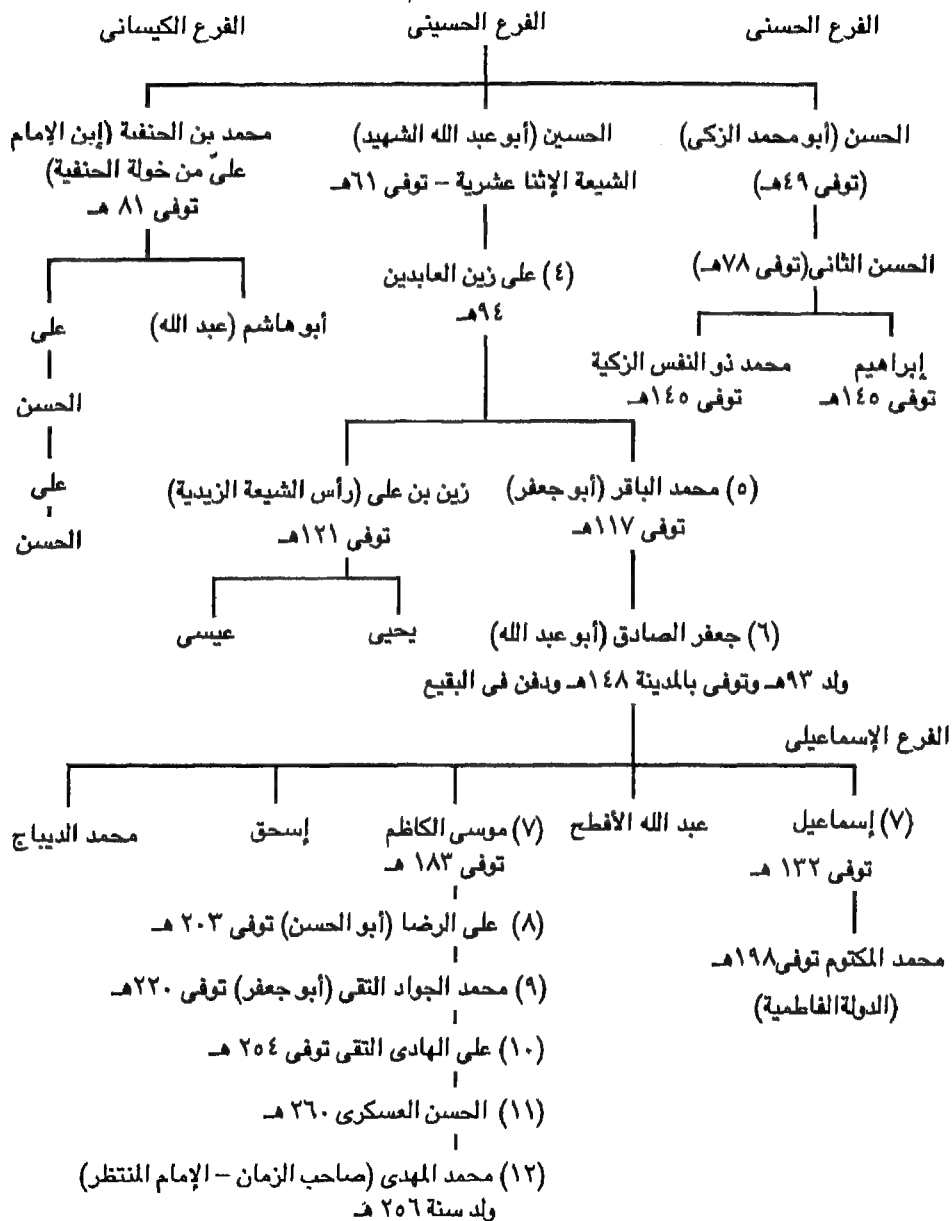 الفرع الحسنى
الفرع الحسينى
الفرع الكيسانى
الحسن (أبو محمد الزكى)
(توفى ٤٩هـ)
الحسين (أبو عبد الله الشهيد)
الشيعة الإثنا عشرية – توفى ٦١هـ
محمد بن الحنفية (إبن الإمام
علىّ من خولة الحنفية)
توفى ٨١ هـ
الحسن الثانى (توفى ٧٨هـ)
إبراهيم
توفى ١٤٥هـ
محمد ذو النفس الزكية
توفى ١٤٥هـ
(٤) على زين العابدين
٩٤هـ
أبو هاشم (عبد الله)
على
الحسن
على
الحسن
(٥) محمد الباقر (أبو جعفر)
توفى ١١٧هـ
زين بن على (رأس الشيعة الزيدية)
توفى ١٢١هـ
يحيى
عيسى
(٦) جعفر الصادق (أبو عبد الله)
ولد ٩٣هـ وتوفى بالمدينة ١٤٨هـ ودفن فى البقيع
الفرع الإسماعيلى
(٧) إسماعيل
توفى ١٣٢ هـ
محمد المكتوم توفى ١٩٨هـ
(الدولة الفاطمية)
عبد الله الأفطح
(٧) موسى الكاظم
توفى ١٨٣ هـ
إسحق
محمد الديباج
(٨) على الرضا (أبو الحسن) توفى ٢٠٣ هـ
(٩) محمد الجواد التقى (أبو جعفر) توفى ٢٢٠هـ
(١٠) على الهادى التقى توفى ٢٥٤ هـ
(١١) الحسن العسكرى ٢٦٠ هـ
(١٢) محمد المهدى (صاحب الزمان – الإمام المنتظر)
ولد سنة ٢٥٦ هـ